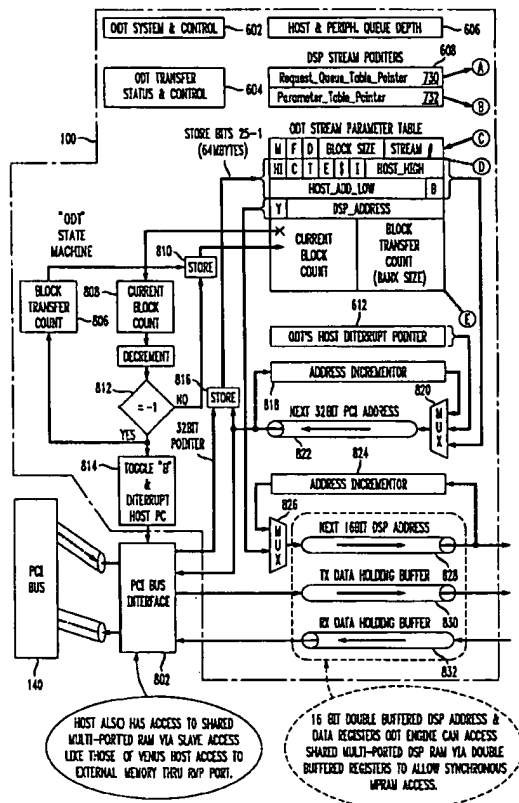 ODT SYSTEM & CONTROL
602
HOST & PERIPH. QUEUE DEPTH
606
DSP STREAM POINTERS
608
ODT TRANSFER
STATUS & CONTROL
604
Request_Queue_Table_Pointer 730
A
Parameter_Table_Pointer 732
B
100
STORE BITS 25-1
(64MBYTES)
ODT STREAM PARAMETER TABLE
C
M F D BLOCK SIZE STREAM #
D
HI C T E $ I HOST_HIGH
HOST_ADD_LOW B
Y DSP_ADDRESS
"ODT"
STATE
MACHINE
810
STORE
CURRENT
BLOCK
COUNT
BLOCK
TRANSFER
COUNT
(BANK SIZE)
E
BLOCK
TRANSFER
COUNT
806
808
CURRENT
BLOCK
COUNT
612
ODT'S HOST INTERRUPT POINTER
DECREMENT
812
= -1
NO
YES
816
STORE
32BIT
POINTER
ADDRESS INCREMENTOR
818
820
MUX
NEXT 32BIT PCI ADDRESS
822
814
TOGGLE "B"
&
INTERRUPT
HOST PC
824
ADDRESS INCREMENTOR
826
MUX
NEXT 16BIT DSP ADDRESS
828
PCI
BUS
140
PCI BUS
INTERFACE
802
TX DATA HOLDING BUFFER
830
RX DATA HOLDING BUFFER
832
HOST ALSO HAS ACCESS TO SHARED
MULTI-PORTED RAM VIA SLAVE ACCESS
LIKE THOSE OF VENUS HOST ACCESS TO
EXTERNAL MEMORY THRU RVP PORT.
16 BIT DOUBLE BUFFERED DSP ADDRESS &
DATA REGISTERS ODT ENGINE CAN ACCESS
SHARED MULTI-PORTED DSP RAM VIA DOUBLE
BUFFERED REGISTERS TO ALLOW SYNCHRONOUS
MPRAM ACCESS.